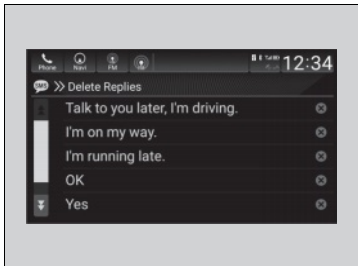 Phone Navi FM
12:34
SMS Delete Replies
Talk to you later, I'm driving.
I'm on my way.
I'm running late.
OK
Yes